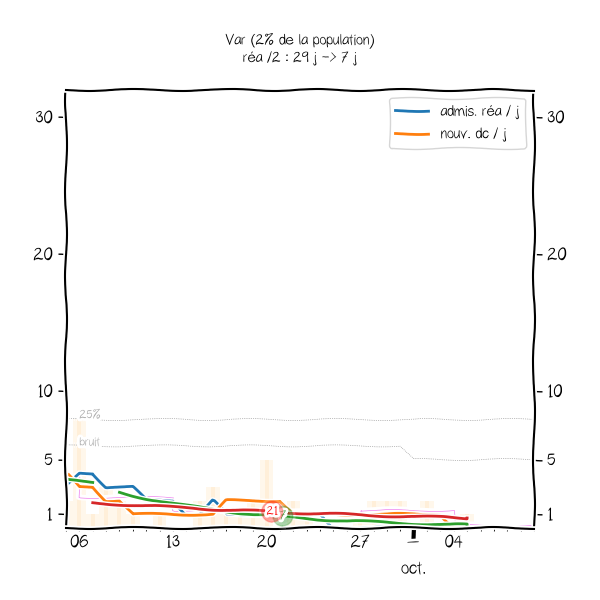 Var (2% de la population)
réa /2 : 29 j -> 7 j
admis. réa / j
nouv. dc / j
30
30
20
20
10
10
25%
bruit
5
5
21
1
1
06
13
20
27
04
oct.